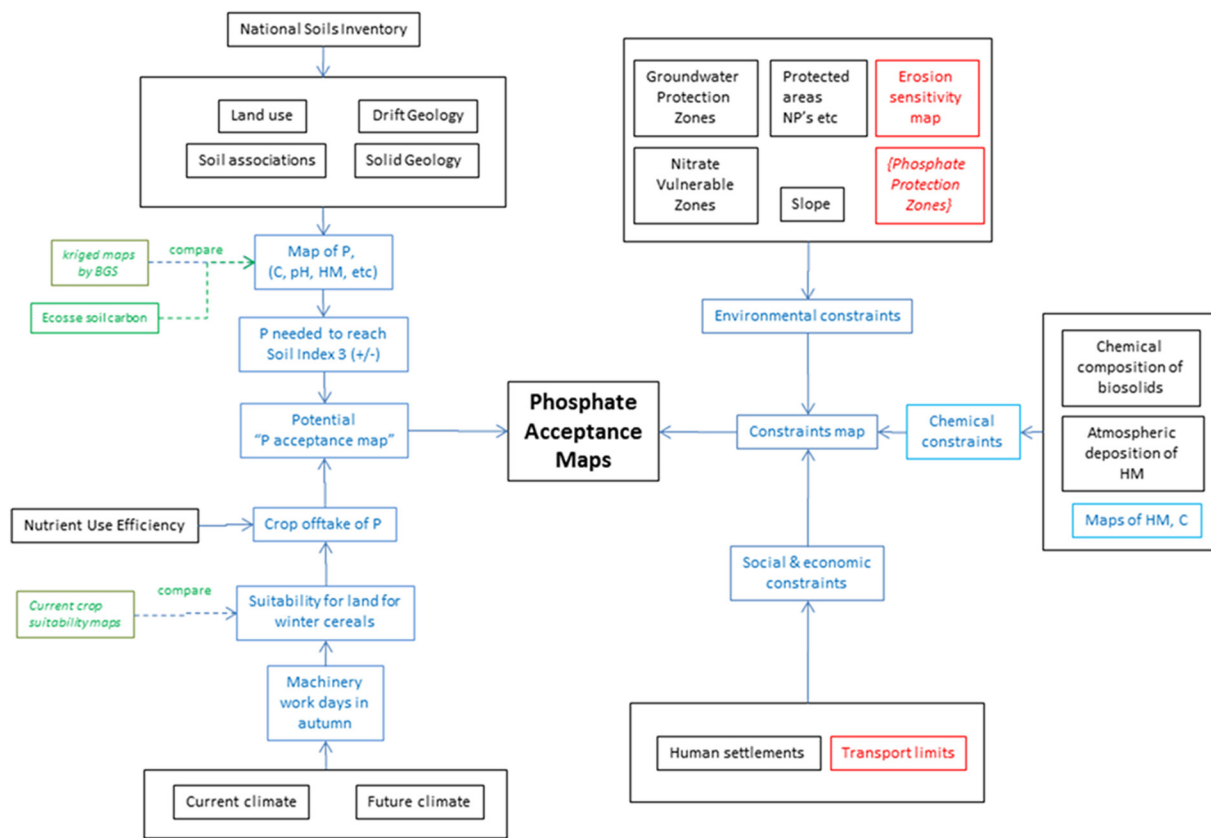 National Soils Inventory
Land use
Drift Geology
Soil associations
Solid Geology
kriged maps
by BGS
compare
Map of P,
(C, pH, HM, etc)
Ecosse soil carbon
P needed to reach
Soil Index 3 (+/-)
Potential
“P acceptance map”
Nutrient Use Efficiency
Crop offtake of P
Current crop
suitability maps
compare
Suitability for land for
winter cereals
Machinery
work days in
autumn
Current climate
Future climate
Phosphate
Acceptance
Maps
Groundwater
Protection
Zones
Protected
areas
NP's etc
Erosion
sensitivity
map
Nitrate
Vulnerable
Zones
Slope
{Phosphate
Protection
Zones}
Environmental constraints
Constraints map
Chemical
constraints
Chemical
composition of
biosolids
Atmospheric
deposition of
HM
Maps of HM, C
Social & economic
constraints
Human settlements
Transport limits